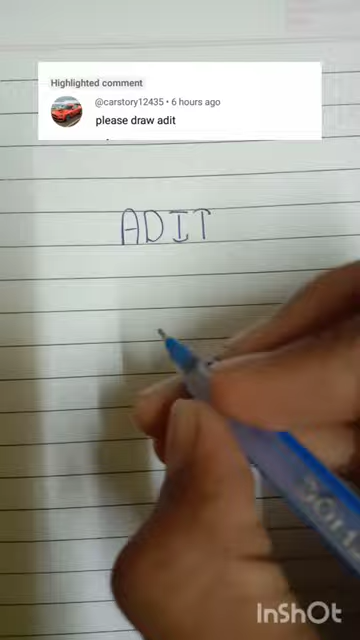 Highlighted comment
@carstory12435 • 6 hours ago
please draw adit
ADIT
InShOt